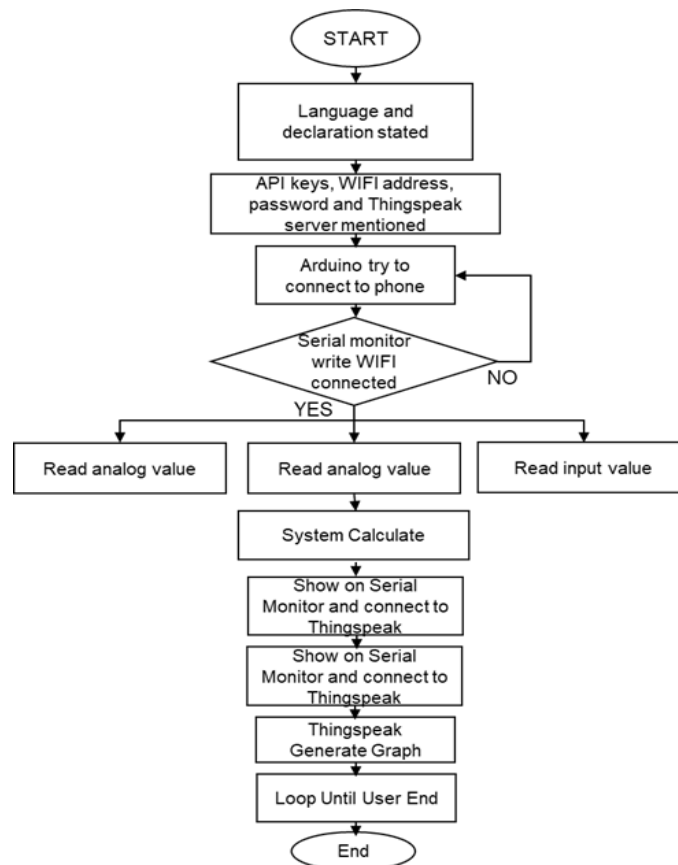 START
Language and
declaration stated
API keys, WIFI address,
password and Thingspeak
server mentioned
Arduino try to
connect to phone
Serial monitor
write WIFI
connected
NO
YES
Read analog value
Read analog value
Read input value
System Calculate
Show on Serial
Monitor and connect to
Thingspeak
Show on Serial
Monitor and connect to
Thingspeak
Thingspeak
Generate Graph
Loop Until User End
End